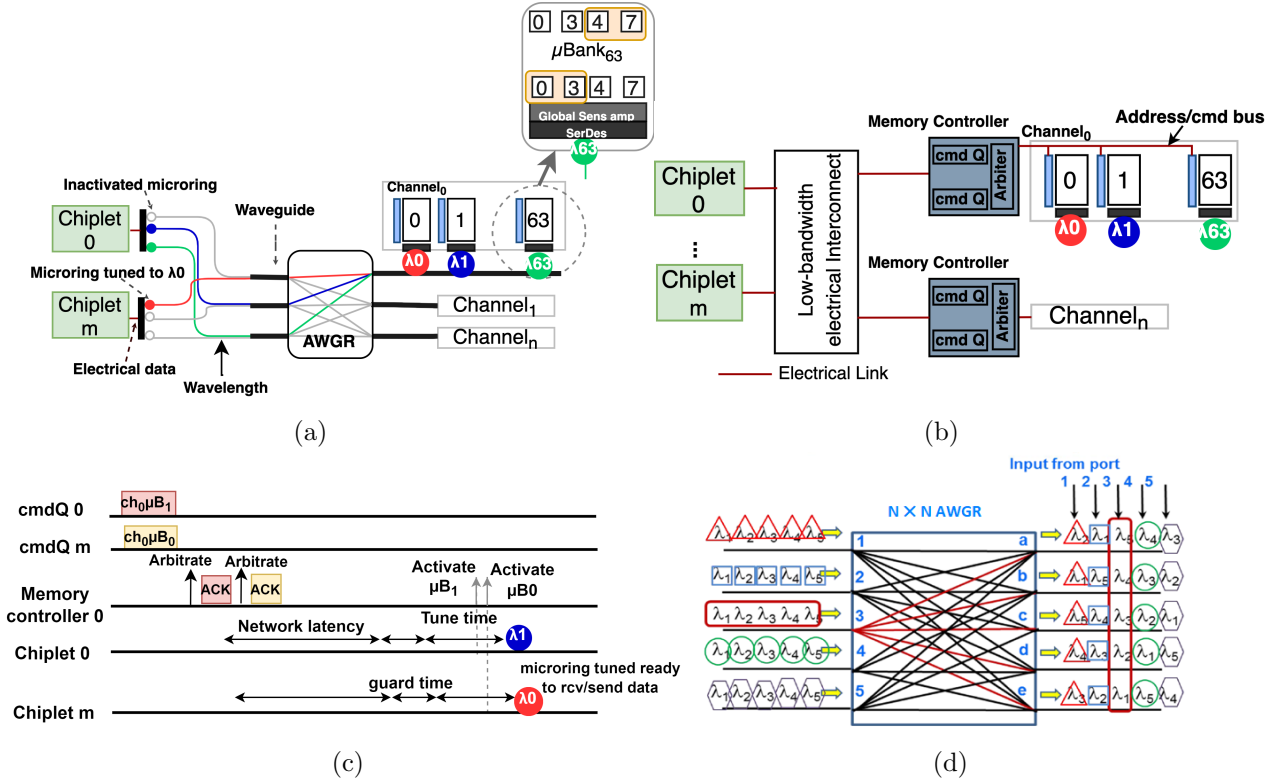 0 3 4 7
μBank63
0 3 4 7
Global Sens amp
SerDes
λ63
Inactivated microring
Waveguide
Channel0
Chiplet
0
0 1 63
λ0 λ1 λ63
Microring tuned to λ0
Chiplet
m
Channel1
Channeln
AWGR
Electrical data
Wavelength
(a)
Address/cmd bus
Memory Controller
Channel0
cmd Q
cmd Q
Arbiter
Chiplet
0
0 1 63
λ0 λ1 λ63
...
Low-bandwidth
electrical Interconnect
Chiplet
m
Memory Controller
cmd Q
cmd Q
Arbiter
Channeln
Electrical Link
(b)
cmdQ 0
ch0μB1
cmdQ m
ch0μB0
Arbitrate
Arbitrate
ACK
ACK
Activate
μB1
Activate
μB0
Memory
controller 0
Network latency
Tune time
λ1
Chiplet 0
microring tuned ready
to rcv/send data
guard time
λ0
Chiplet m
(c)
Input from port
1 2 3 4 5
N X N AWGR
λ1 λ2 λ3 λ4 λ5
1
a
λ5 λ4 λ3
λ1 λ2 λ3 λ4 λ5
2
b
λ1 λ5 λ4 λ3 λ2
λ1 λ2 λ3 λ4 λ5
3
c
λ5 λ4 λ3 λ2 λ1
λ1 λ2 λ3 λ4 λ5
4
d
λ4 λ3 λ2 λ1 λ5
λ1 λ2 λ3 λ4 λ5
5
e
λ3 λ2 λ1 λ5 λ4
(d)